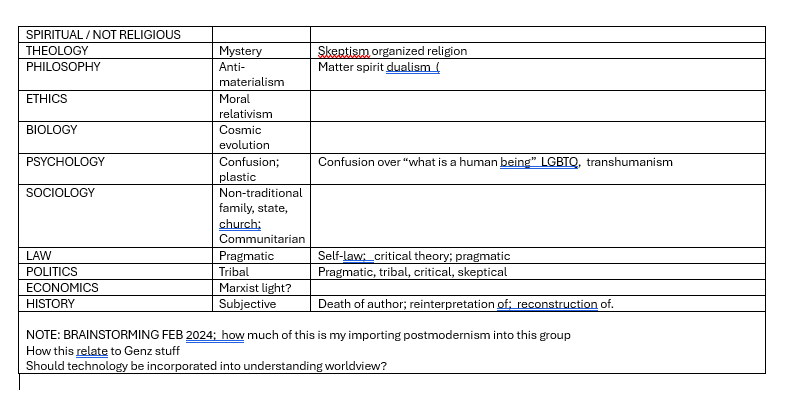 SPIRITUAL / NOT RELIGIOUS
THEOLOGY Mystery Skeptism organized religion
PHILOSOPHY Anti- Matter spirit dualism (
materialism
ETHICS Moral
relativism
BIOLOGY Cosmic
evolution
PSYCHOLOGY Confusion; Confusion over “what is a human being” LGBTQ, transhumanism
plastic
SOCIOLOGY Non-traditional
family, state,
church;
Communitarian
LAW Pragmatic Self-law; critical theory; pragmatic
POLITICS Tribal Pragmatic, tribal, critical, skeptical
ECONOMICS Marxist light?
HISTORY Subjective Death of author; reinterpretation of; reconstruction of.
NOTE: BRAINSTORMING FEB 2024; how much of this is my importing postmodernism into this group
How this relate to Genz stuff
Should technology be incorporated into understanding worldview?